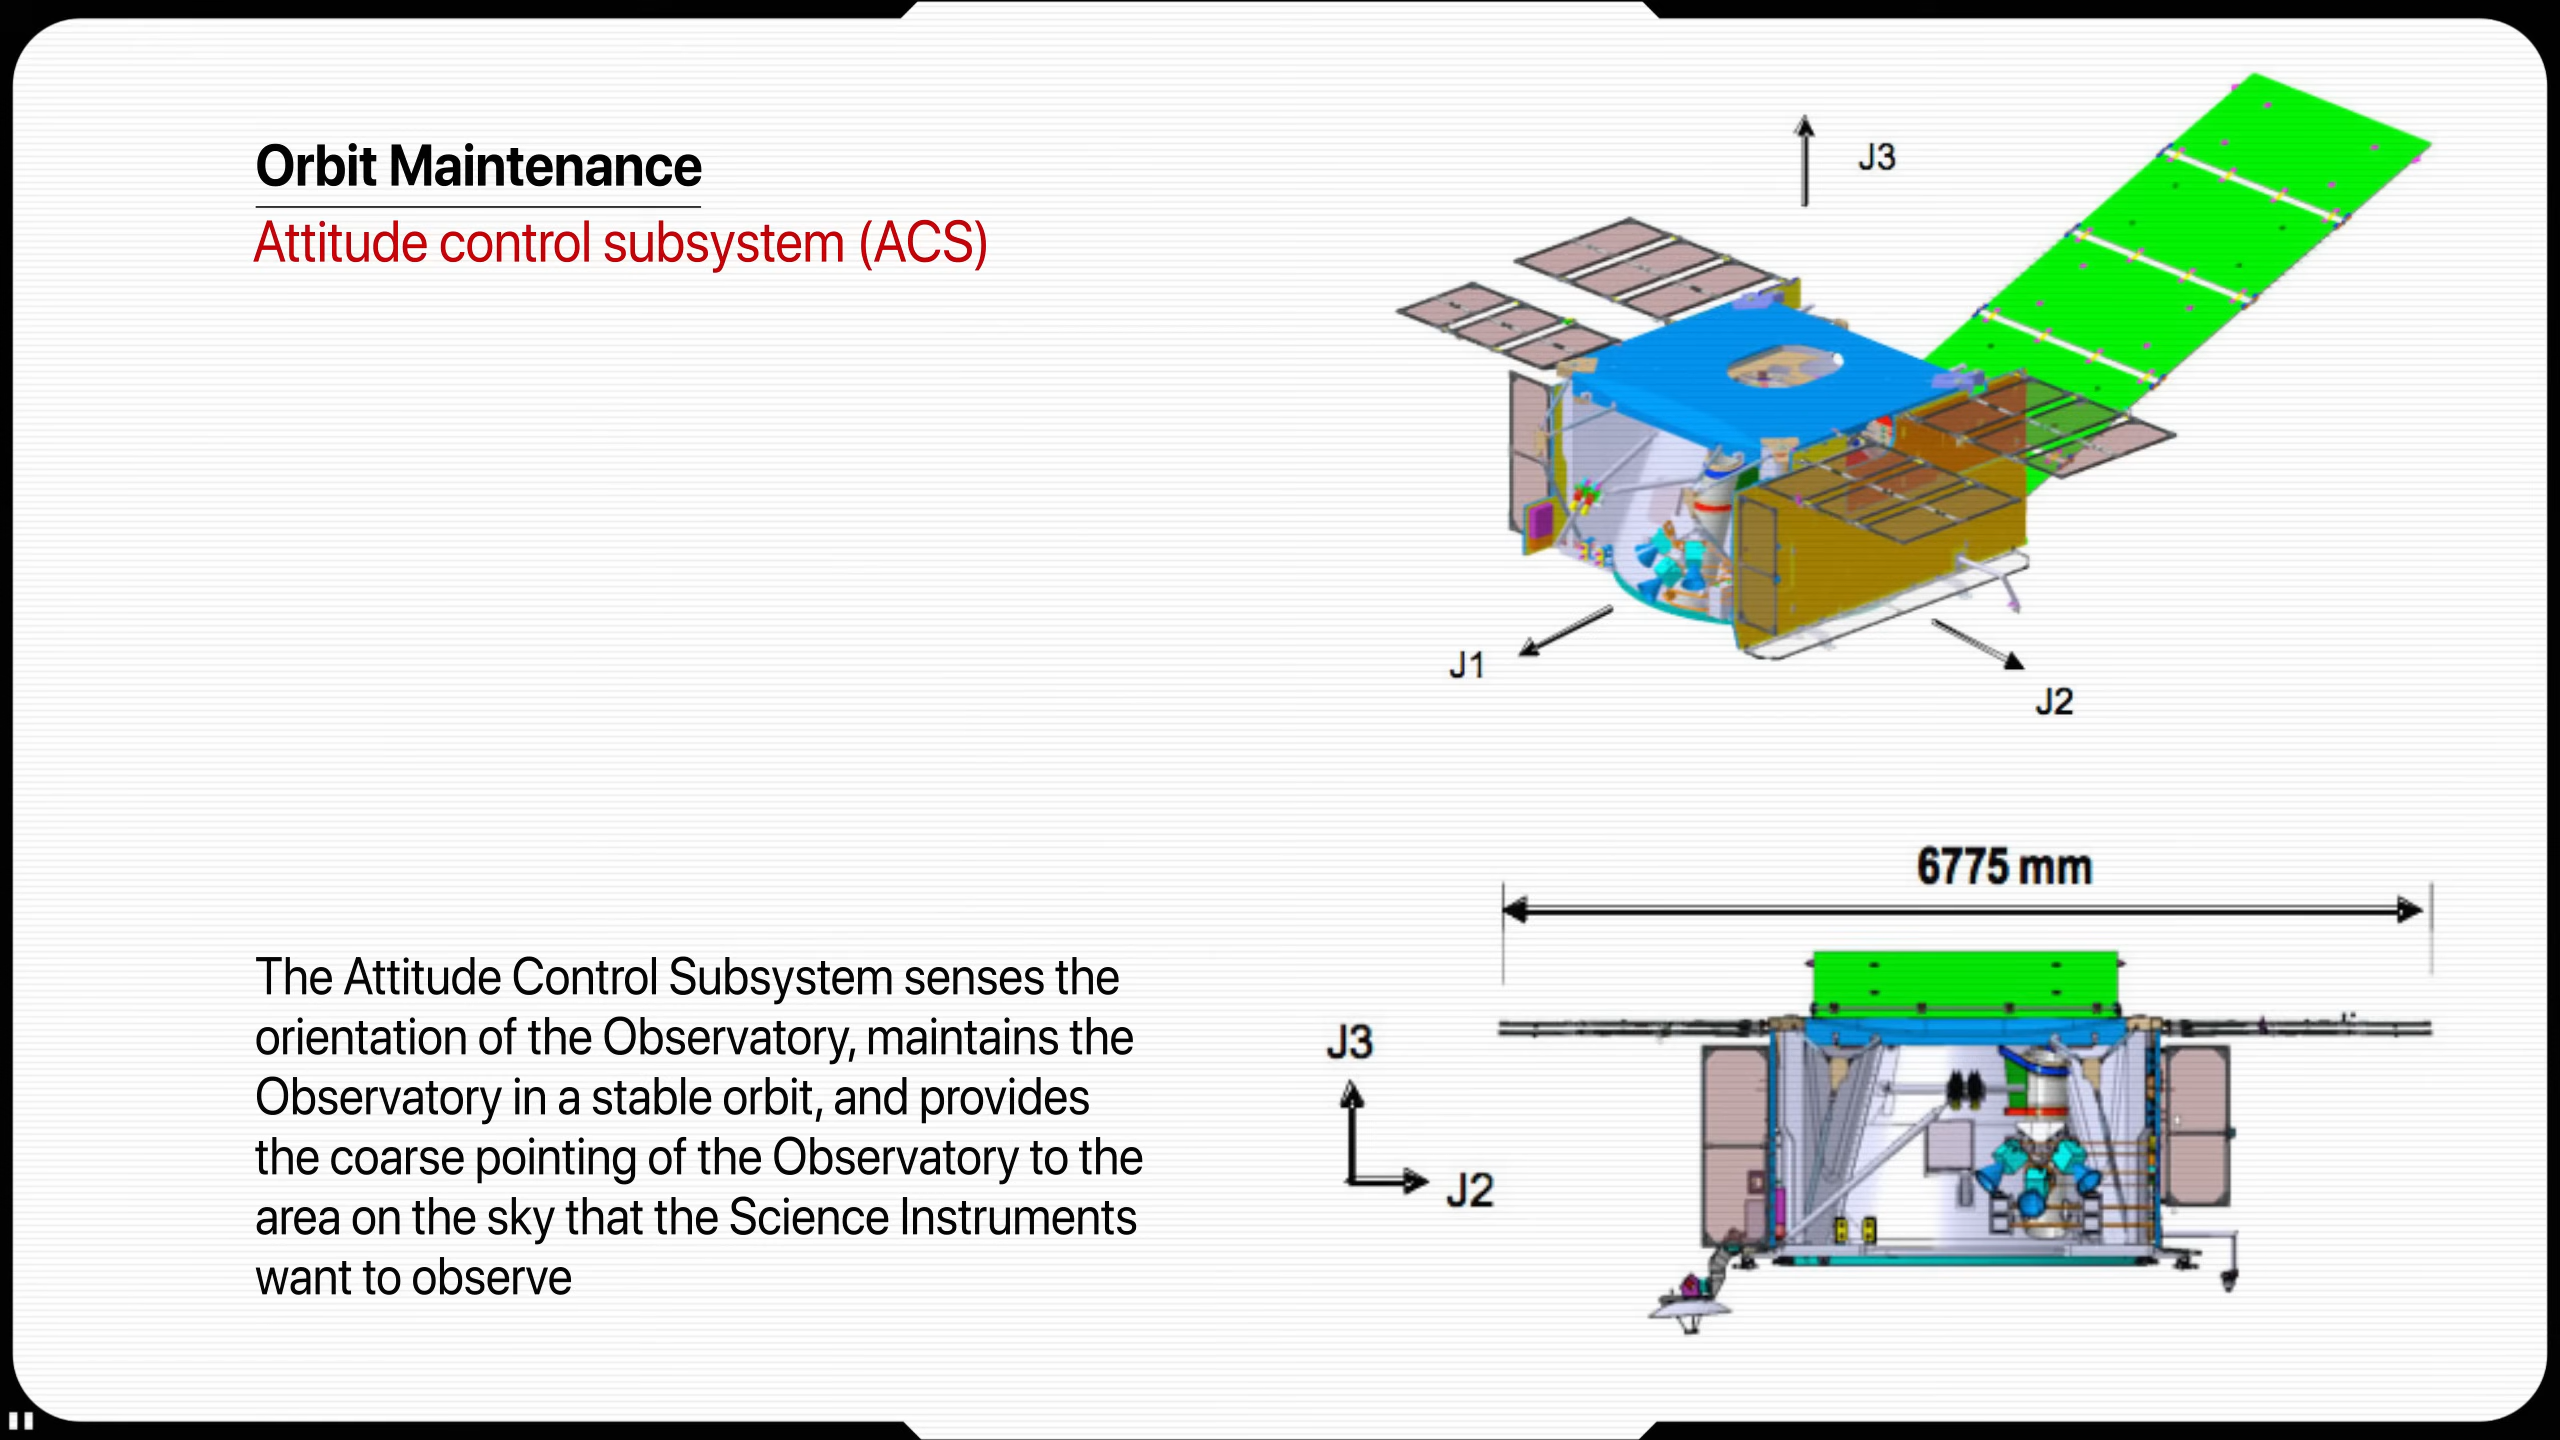 Orbit Maintenance
Attitude control subsystem (ACS)
J3
J1
J2
6775 mm
J3
J2
The Attitude Control Subsystem senses the
orientation of the Observatory, maintains the
Observatory in a stable orbit, and provides
the coarse pointing of the Observatory to the
area on the sky that the Science Instruments
want to observe